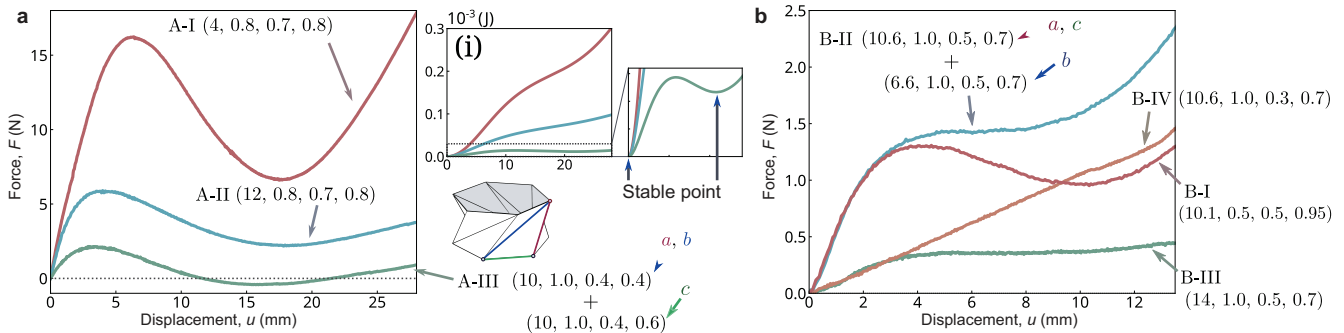 a
A-I (4, 0.8, 0.7, 0.8)
A-II (12, 0.8, 0.7, 0.8)
A-III (10, 1.0, 0.4, 0.4)
+
(10, 1.0, 0.4, 0.6)
a, b
c
Force, F (N)
15
10
5
0
0 5 10 15 20 25
Displacement, u (mm)
10⁻³ (J)
(i)
0.3
0.2
0.1
0.0
0 10 20
Stable point
b
B-II (10.6, 1.0, 0.5, 0.7) a, c
+
(6.6, 1.0, 0.5, 0.7) b
B-IV (10.6, 1.0, 0.3, 0.7)
B-I
(10.1, 0.5, 0.5, 0.95)
B-III
(14, 1.0, 0.5, 0.7)
Force, F (N)
2.5
2.0
1.5
1.0
0.5
0.0
0 2 4 6 8 10 12
Displacement, u (mm)